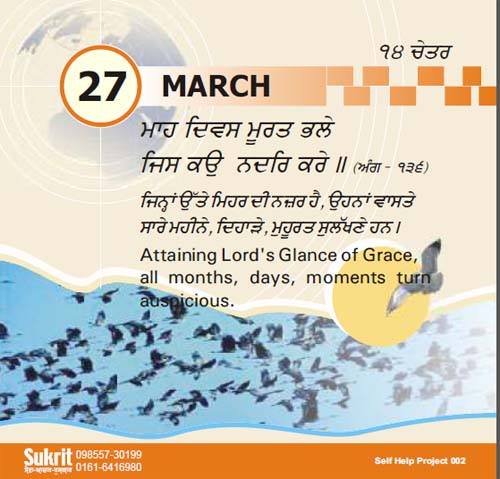 ੧੪ ਚੇਤਰ
27 MARCH
ਮਾਹ ਦਿਵਸ ਮੂਰਤ ਭਲੇ
ਜਿਸ ਕਉ ਨਦਰਿ ਕਰੇ ॥ (ਅੰਗ - ੧੩੬)
ਜਿਨ੍ਹਾਂ ਉੱਤੇ ਮਿਹਰ ਦੀ ਨਜ਼ਰ ਹੈ, ਉਹਨਾਂ ਵਾਸਤੇ
ਸਾਰੇ ਮਹੀਨੇ, ਦਿਹਾੜੇ, ਮੁਹੂਰਤ ਸੁਲੱਖਣੇ ਹਨ।
Attaining Lord's Glance of Grace,
all months, days, moments turn
auspicious.
Sukrit 098557-30199
0161-6416980
Self Help Project 002